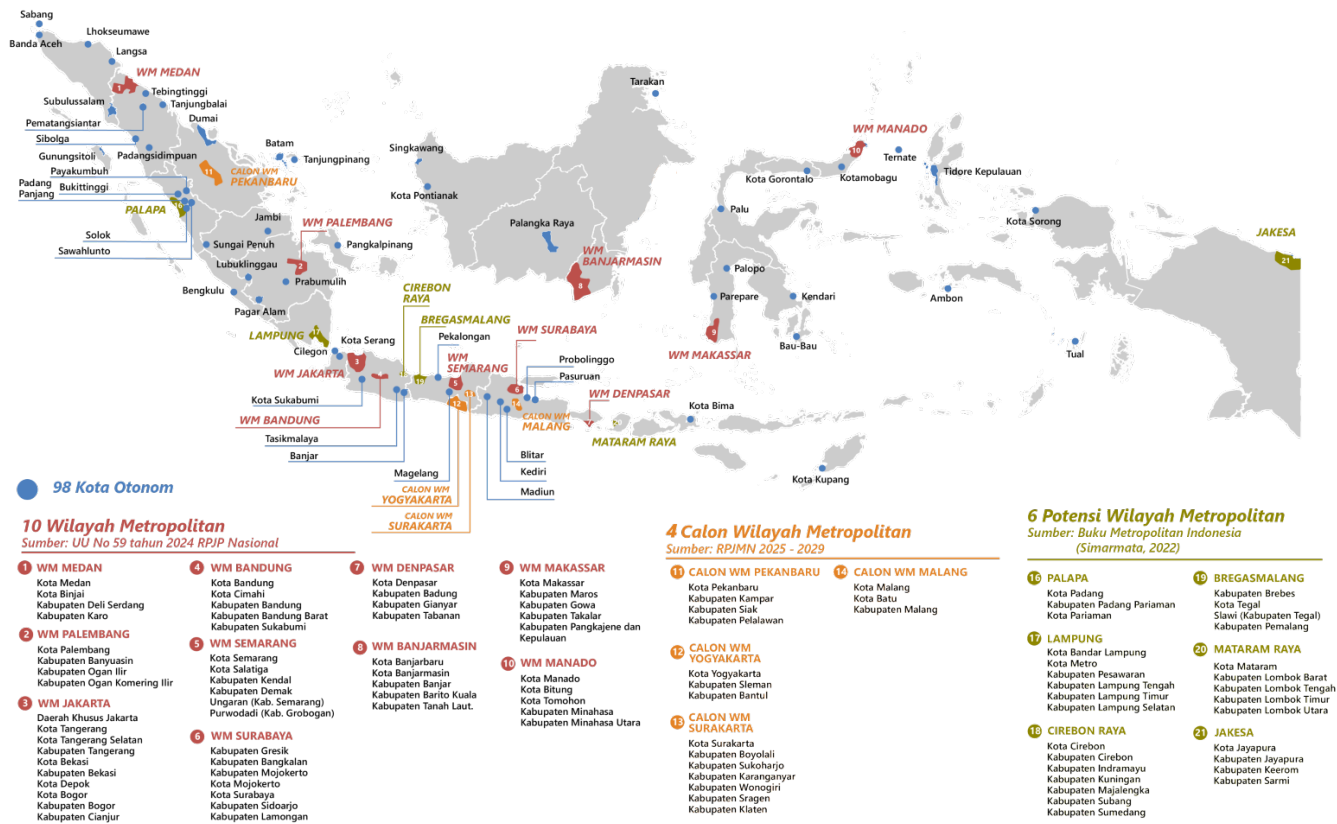 Sabang
Banda Aceh
Lhokseumawe
Langsa
WM MEDAN
1
Tebingtinggi
Tanjungbalai
Subulussalam
Dumai
Pematangsiantar
Sibolga
Padangsidimpuan
Gunungsitoli
Payakumbuh
Padang
Panjang
Bukittinggi
PALAPA
16
Solok
Sawahlunto
11
CALON WM
PEKANBARU
Batam
Tanjungpinang
Jambi
Sungai Penuh
WM PALEMBANG
2
Pangkalpinang
Lubuklinggau
Prabumulih
Bengkulu
Pagar Alam
LAMPUNG
17
Cilegon
Kota Serang
WM JAKARTA
3
Kota Sukabumi
WM BANDUNG
Tasikmalaya
Banjar
CIREBON
RAYA
BREGASMALANG
19
Pekalongan
WM
SEMARANG
5
Magelang
CALON WM
YOGYAKARTA
12
CALON WM
SURAKARTA
13
WM SURABAYA
6
Probolinggo
Pasuruan
CALON WM
MALANG
14
Blitar
Kediri
Madiun
WM DENPASAR
MATARAM RAYA
Kota Bima
Kota Kupang
Singkawang
Kota Pontianak
Palangka Raya
WM
BANJARMASIN
8
Tarakan
WM MANADO
10
Kota Gorontalo
Kotamobagu
Ternate
Tidore Kepulauan
Palu
Palopo
Parepare
Kendari
9
WM MAKASSAR
Bau-Bau
Kota Sorong
Ambon
Tual
JAKESA
21
98 Kota Otonom
10 Wilayah Metropolitan
Sumber: UU No 59 tahun 2024 RPJP Nasional
1 WM MEDAN
Kota Medan
Kota Binjai
Kabupaten Deli Serdang
Kabupaten Karo
2 WM PALEMBANG
Kota Palembang
Kabupaten Banyuasin
Kabupaten Ogan Ilir
Kabupaten Ogan Komering Ilir
3 WM JAKARTA
Daerah Khusus Jakarta
Kota Tangerang
Kota Tangerang Selatan
Kabupaten Tangerang
Kota Bekasi
Kabupaten Bekasi
Kota Depok
Kota Bogor
Kabupaten Bogor
Kabupaten Cianjur
4 WM BANDUNG
Kota Bandung
Kota Cimahi
Kabupaten Bandung
Kabupaten Bandung Barat
Kabupaten Sukabumi
5 WM SEMARANG
Kota Semarang
Kota Salatiga
Kabupaten Kendal
Kabupaten Demak
Ungaran (Kab. Semarang)
Purwodadi (Kab. Grobogan)
6 WM SURABAYA
Kabupaten Gresik
Kabupaten Bangkalan
Kabupaten Mojokerto
Kota Mojokerto
Kota Surabaya
Kabupaten Sidoarjo
Kabupaten Lamongan
7 WM DENPASAR
Kota Denpasar
Kabupaten Badung
Kabupaten Gianyar
Kabupaten Tabanan
8 WM BANJARMASIN
Kota Banjarbaru
Kota Banjarmasin
Kabupaten Banjar
Kabupaten Barito Kuala
Kabupaten Tanah Laut.
9 WM MAKASSAR
Kota Makassar
Kabupaten Maros
Kabupaten Gowa
Kabupaten Takalar
Kabupaten Pangkajene dan
Kepulauan
10 WM MANADO
Kota Manado
Kota Bitung
Kota Tomohon
Kabupaten Minahasa
Kabupaten Minahasa Utara
4 Calon Wilayah Metropolitan
Sumber: RPJMN 2025 - 2029
11 CALON WM PEKANBARU
Kota Pekanbaru
Kabupaten Kampar
Kabupaten Siak
Kabupaten Pelalawan
12 CALON WM
YOGYAKARTA
Kota Yogyakarta
Kabupaten Sleman
Kabupaten Bantul
13 CALON WM
SURAKARTA
Kota Surakarta
Kabupaten Boyolali
Kabupaten Sukoharjo
Kabupaten Karanganyar
Kabupaten Wonogiri
Kabupaten Sragen
Kabupaten Klaten
14 CALON WM MALANG
Kota Malang
Kota Batu
Kabupaten Malang
6 Potensi Wilayah Metropolitan
Sumber: Buku Metropolitan Indonesia
(Simarmata, 2022)
16 PALAPA
Kota Padang
Kabupaten Padang Pariaman
Kota Pariaman
17 LAMPUNG
Kota Bandar Lampung
Kota Metro
Kabupaten Pesawaran
Kabupaten Lampung Tengah
Kabupaten Lampung Timur
Kabupaten Lampung Selatan
18 CIREBON RAYA
Kota Cirebon
Kabupaten Cirebon
Kabupaten Indramayu
Kabupaten Kuningan
Kabupaten Majalengka
Kabupaten Subang
Kabupaten Sumedang
19 BREGASMALANG
Kabupaten Brebes
Kota Tegal
Slawi (Kabupaten Tegal)
Kabupaten Pemalang
20 MATARAM RAYA
Kota Mataram
Kabupaten Lombok Barat
Kabupaten Lombok Tengah
Kabupaten Lombok Timur
Kabupaten Lombok Utara
21 JAKESA
Kota Jayapura
Kabupaten Jayapura
Kabupaten Keerom
Kabupaten Sarmi